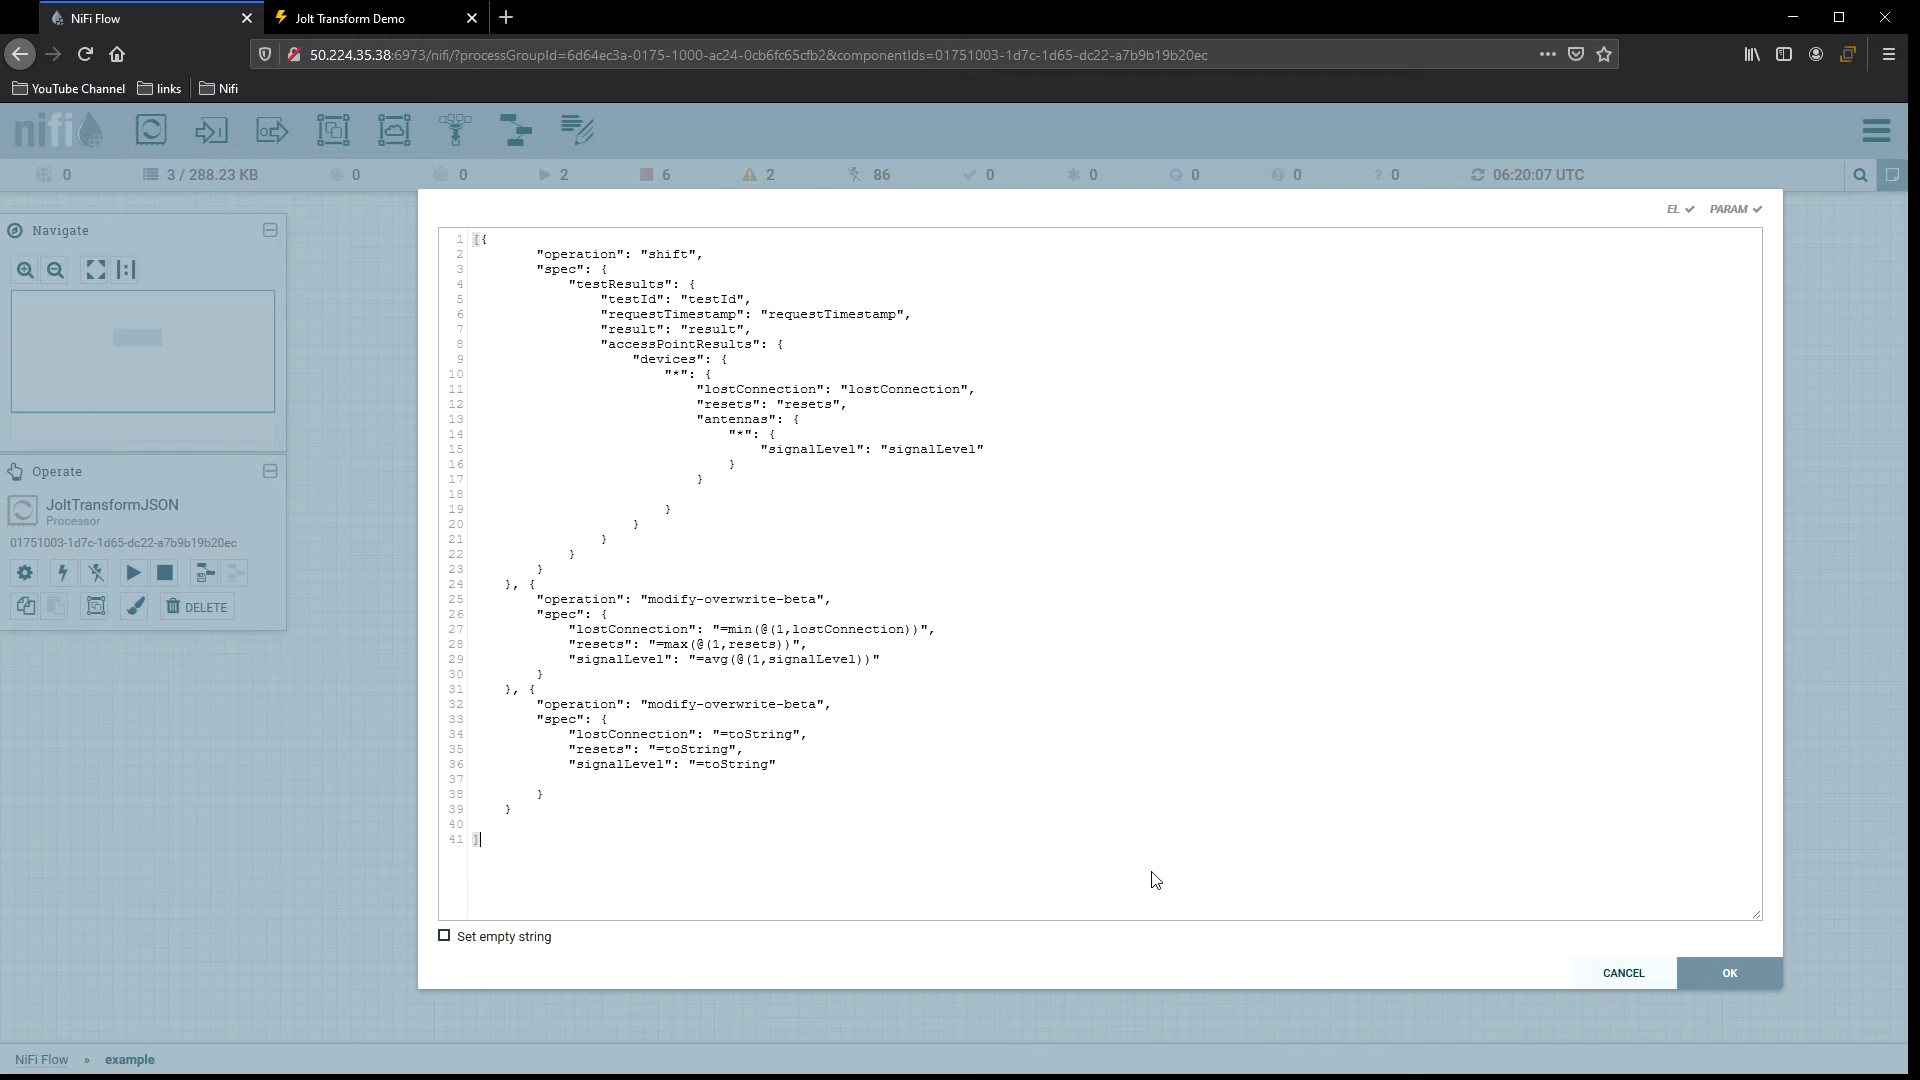 NiFi Flow
Jolt Transform Demo
50.224.35.38:6973/nifi/?processGroupId=6d64ec3a-0175-1000-ac24-0cb6fc65cfb2&componentIds=01751003-1d7c-1d65-dc22-a7b9b19b20ec
YouTube Channel links Nifi
nifi
0 3 / 288.23 KB 0 0 2 6 2 86 0 0 0 0 ? 0 06:20:07 UTC
EL PARAM
Navigate
Operate
JoltTransformJSON
Processor
01751003-1d7c-1d65-dc22-a7b9b19b20ec
DELETE
1 [{
2 "operation": "shift",
3 "spec": {
4 "testResults": {
5 "testId": "testId",
6 "requestTimestamp": "requestTimestamp",
7 "result": "result",
8 "accessPointResults": {
9 "devices": {
10 "*": {
11 "lostConnection": "lostConnection",
12 "resets": "resets",
13 "antennas": {
14 "*": {
15 "signalLevel": "signalLevel"
16 }
17 }
18
19 }
20 }
21 }
22 }
23 }
24 }, {
25 "operation": "modify-overwrite-beta",
26 "spec": {
27 "lostConnection": "=min(@(1,lostConnection))",
28 "resets": "=max(@(1,resets))",
29 "signalLevel": "=avg(@(1,signalLevel))"
30 }
31 }, {
32 "operation": "modify-overwrite-beta",
33 "spec": {
34 "lostConnection": "=toString",
35 "resets": "=toString",
36 "signalLevel": "=toString"
37
38 }
39 }
40
41 ]
Set empty string
CANCEL OK
NiFi Flow » example